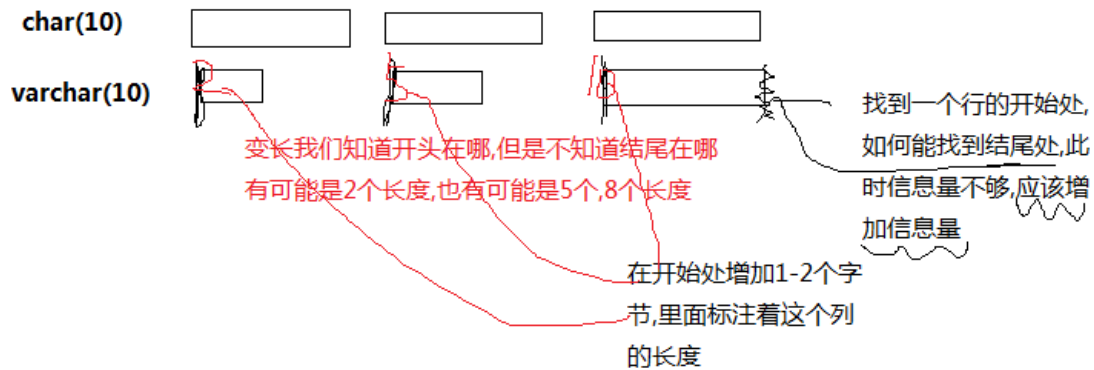 char(10)
varchar(10)
变长我们知道开头在哪,但是不知道结尾在哪
有可能是2个长度,也有可能是5个,8个长度
找到一个行的开始处,
如何能找到结尾处,此
时信息量不够,应该增
加信息量
在开始处增加1-2个字
节,里面标注着这个列
的长度